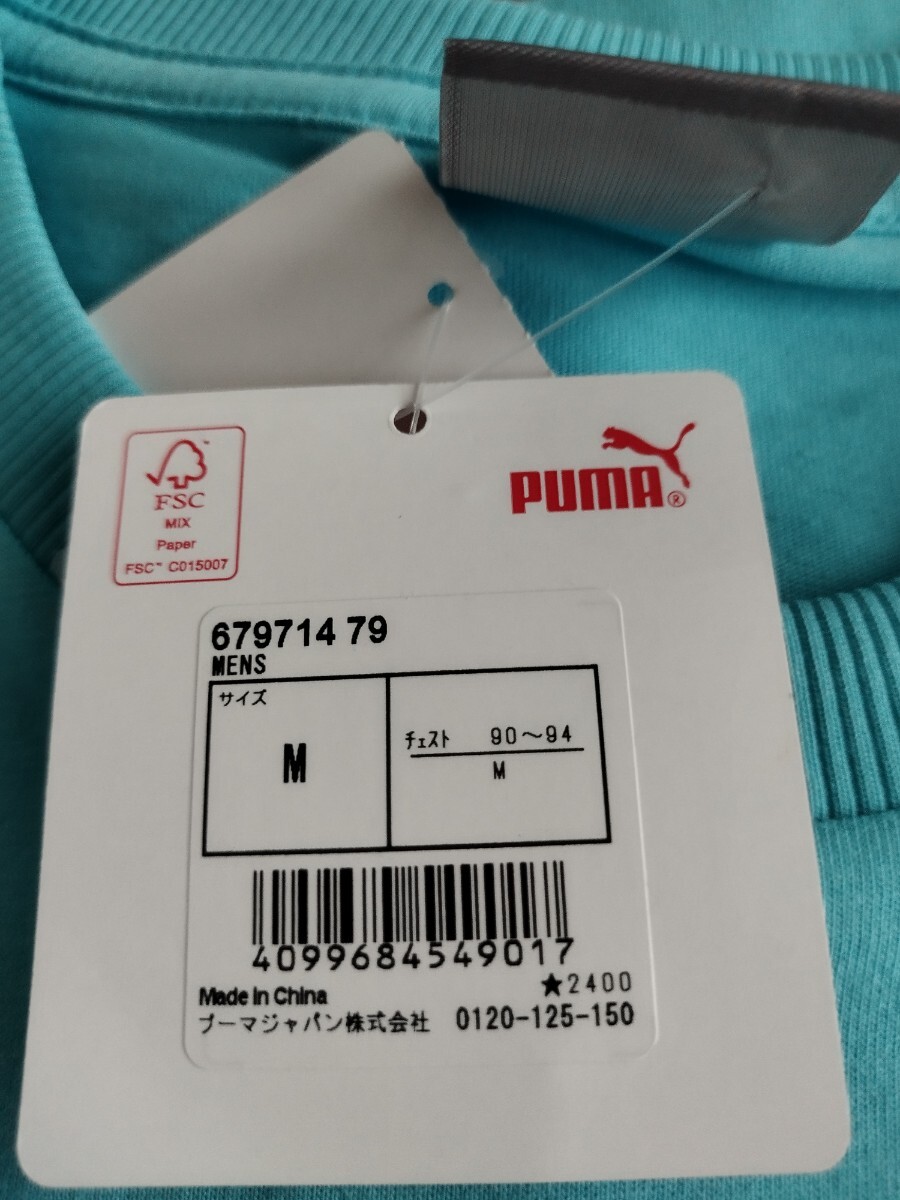 FSC™
MIX
Paper
FSC™ C015007
PUMA®
679714 79
MENS
サイズ
M
チェスト 90～94
M
4099684549017
★2400
Made in China
プーマジャパン株式会社 0120-125-150